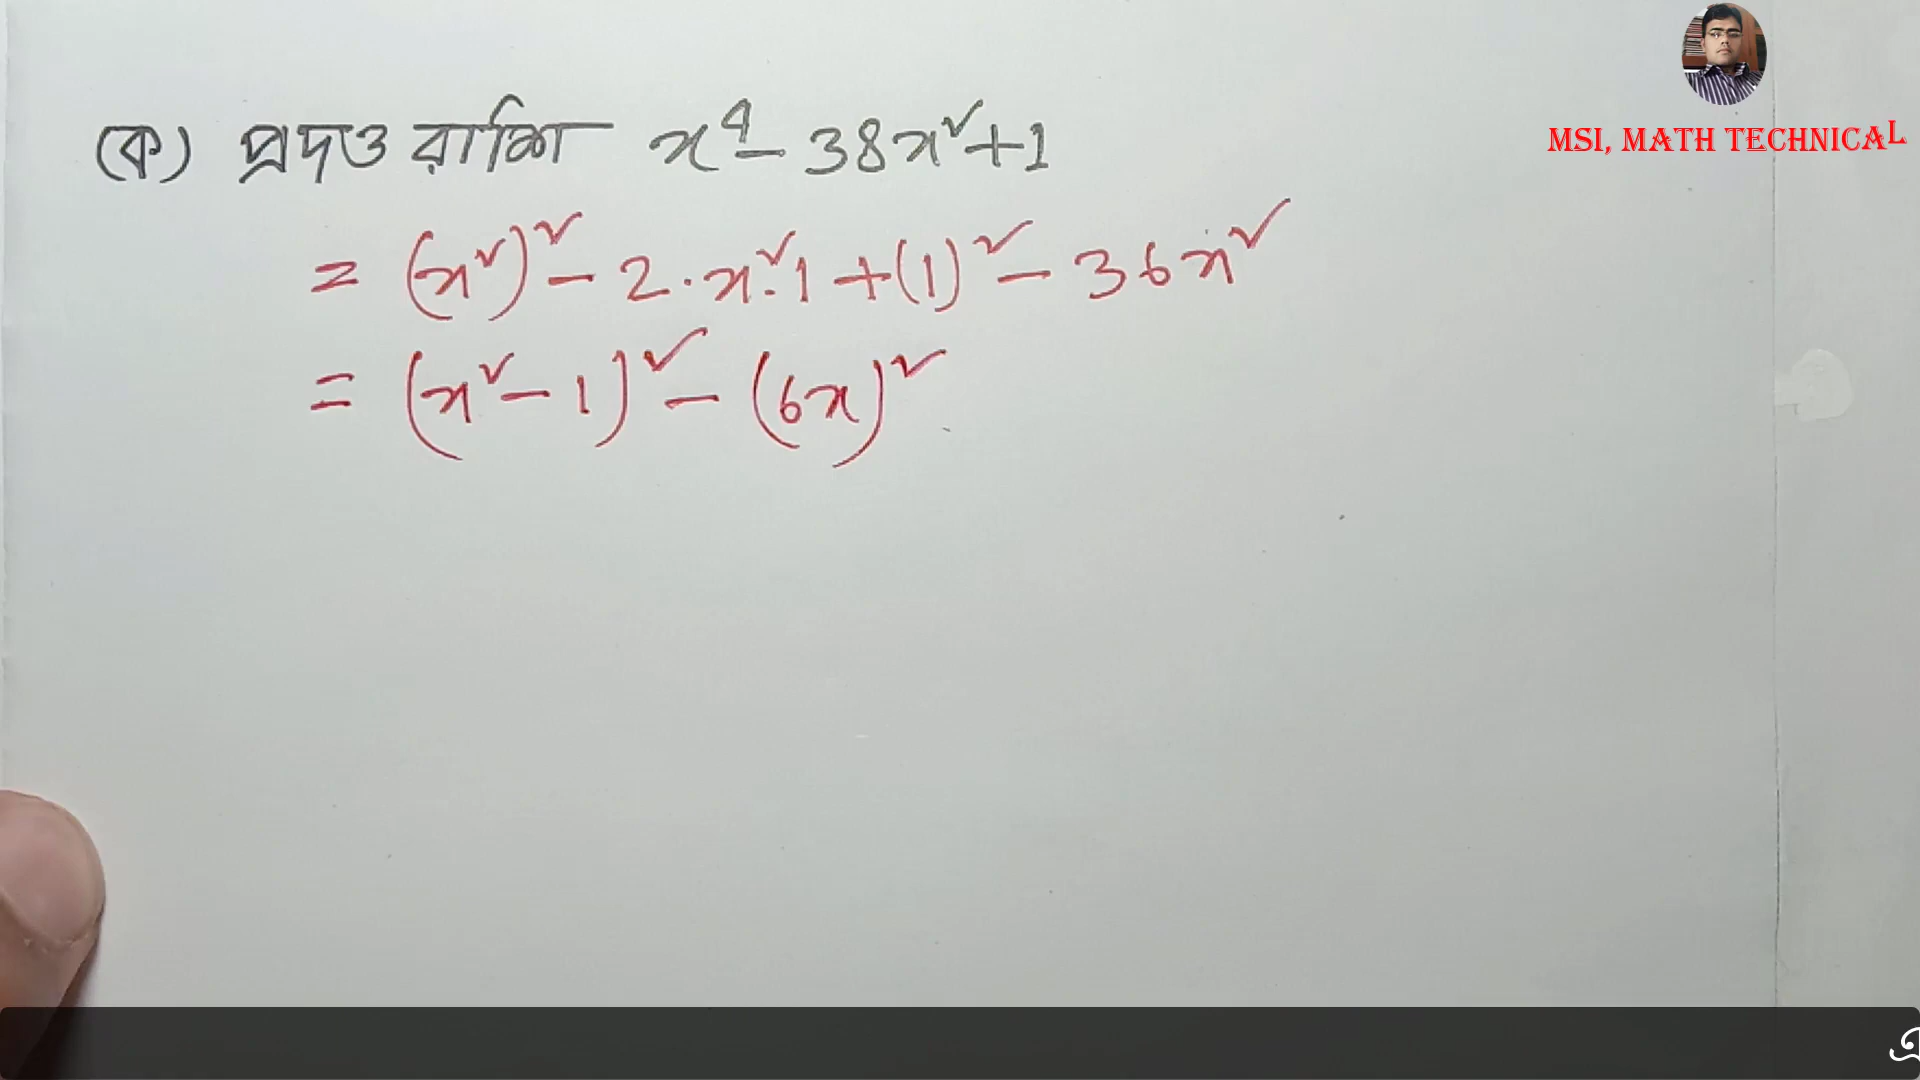 MSI, MATH TECHNICAL
(ক) প্রদত্ত রাশি x⁴ - 38x² + 1
= (x²)² - 2·x²·1 + (1)² - 36x²
= (x² - 1)² - (6x)²